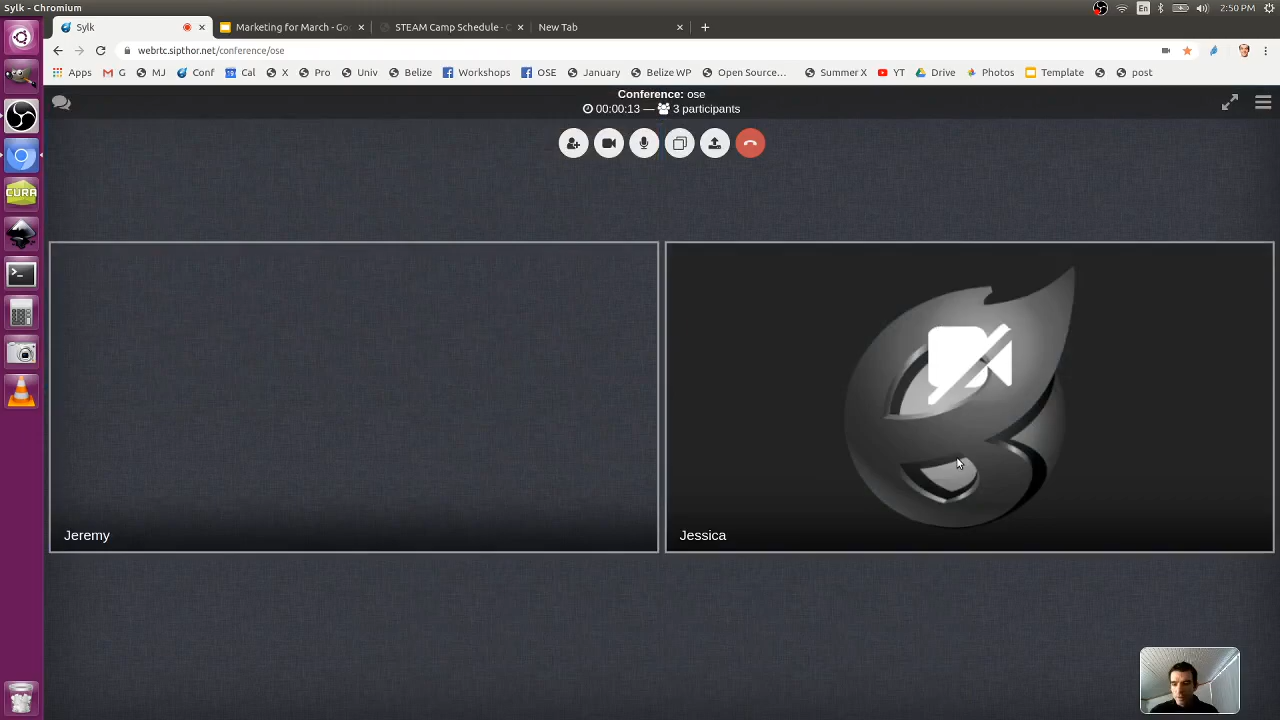 Sylk - Chromium
En
2:50 PM
Sylk
Marketing for March - Go
STEAM Camp Schedule - G
New Tab
webrtc.sipthor.net/conference/ose
Apps
G
MJ
Conf
Cal
X
Pro
Univ
Belize
Workshops
OSE
January
Belize WP
Open Source...
Summer X
YT
Drive
Photos
Template
post
Conference: ose
00:00:13 — 3 participants
CURA
Jeremy
Jessica